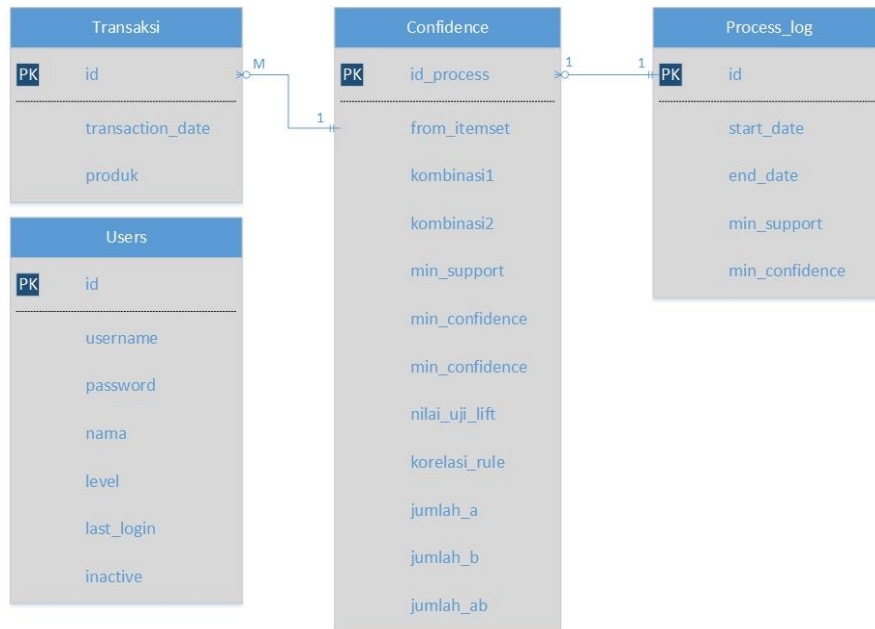 Transaksi
PK id
transaction_date
produk
Users
PK id
username
password
nama
level
last_login
inactive
M
1
Confidence
PK id_process
from_itemset
kombinasi1
kombinasi2
min_support
min_confidence
min_confidence
nilai_uji_lift
korelasi_rule
jumlah_a
jumlah_b
jumlah_ab
1
1
Process_log
PK id
start_date
end_date
min_support
min_confidence